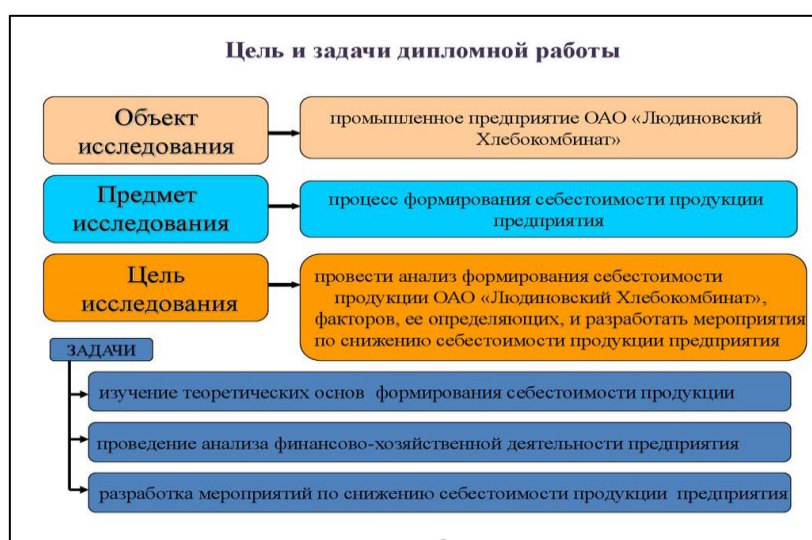 Цель и задачи дипломной работы
Объект
исследования
промышленное предприятие ОАО «Людиновский
Хлебокомбинат»
Предмет
исследования
процесс формирования себестоимости продукции
предприятия
Цель
исследования
провести анализ формирования себестоимости
продукции ОАО «Людиновский Хлебокомбинат»,
факторов, ее определяющих, и разработать мероприятия
по снижению себестоимости продукции предприятия
ЗАДАЧИ
изучение теоретических основ формирования себестоимости продукции
проведение анализа финансово-хозяйственной деятельности предприятия
разработка мероприятий по снижению себестоимости продукции предприятия